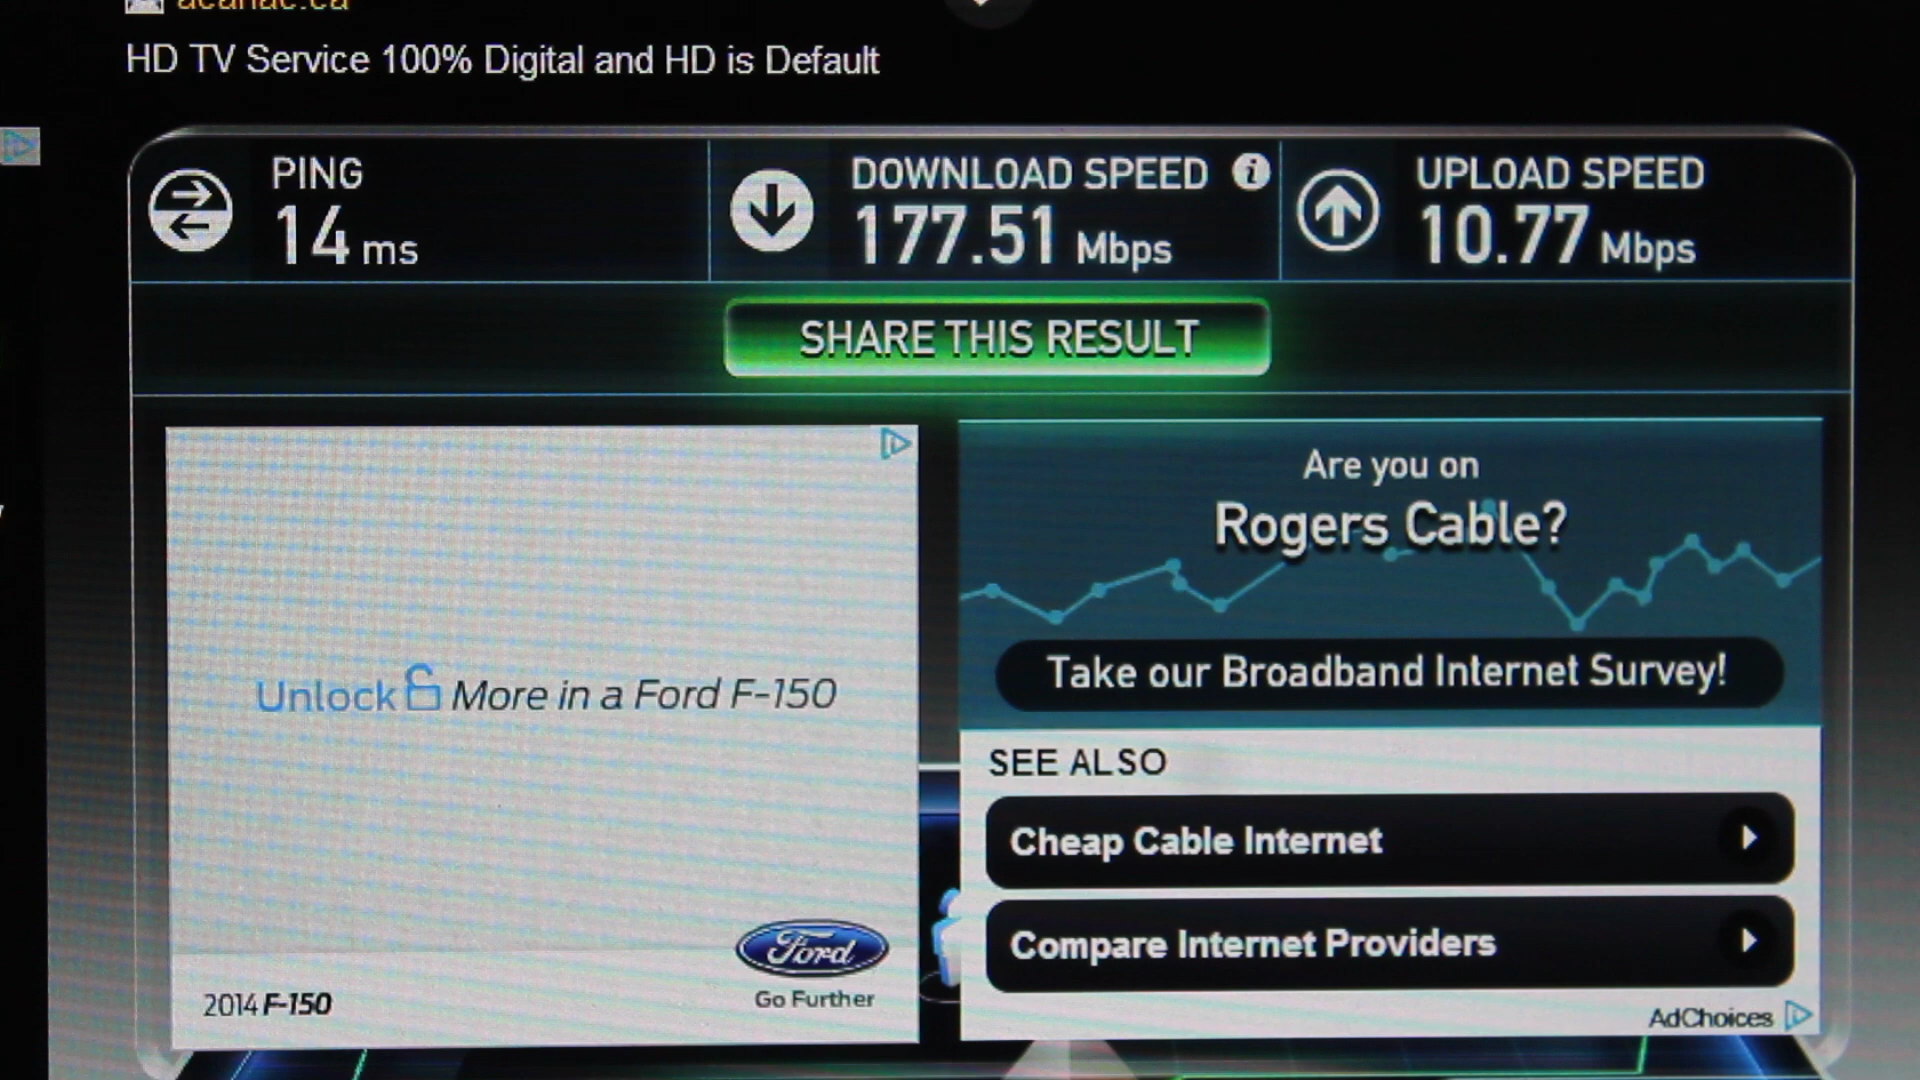 acanac.ca
HD TV Service 100% Digital and HD is Default
PING
14 ms
DOWNLOAD SPEED
177.51 Mbps
UPLOAD SPEED
10.77 Mbps
SHARE THIS RESULT
Unlock More in a Ford F-150
Ford
Go Further
2014 F-150
Are you on
Rogers Cable?
Take our Broadband Internet Survey!
SEE ALSO
Cheap Cable Internet
Compare Internet Providers
AdChoices